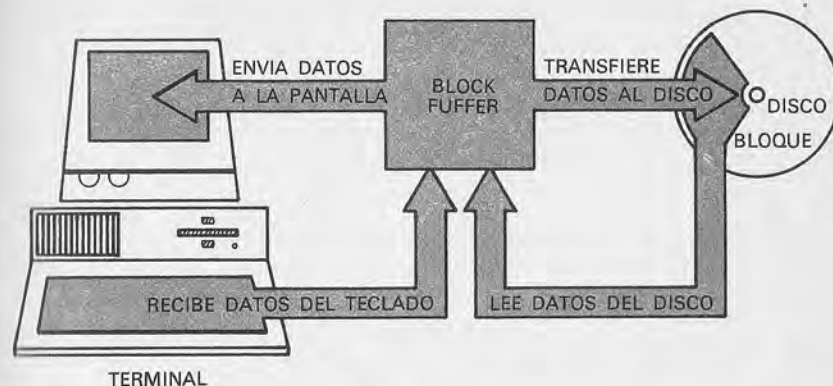 ENVIA DATOS
A LA PANTALLA
BLOCK
FUFFER
TRANSFIERE
DATOS AL DISCO
DISCO
BLOQUE
RECIBE DATOS DEL TECLADO
LEE DATOS DEL DISCO
TERMINAL